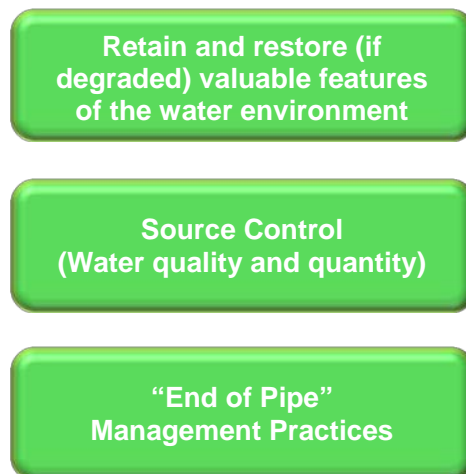 Retain and restore (if
degraded) valuable features
of the water environment
Source Control
(Water quality and quantity)
“End of Pipe”
Management Practices